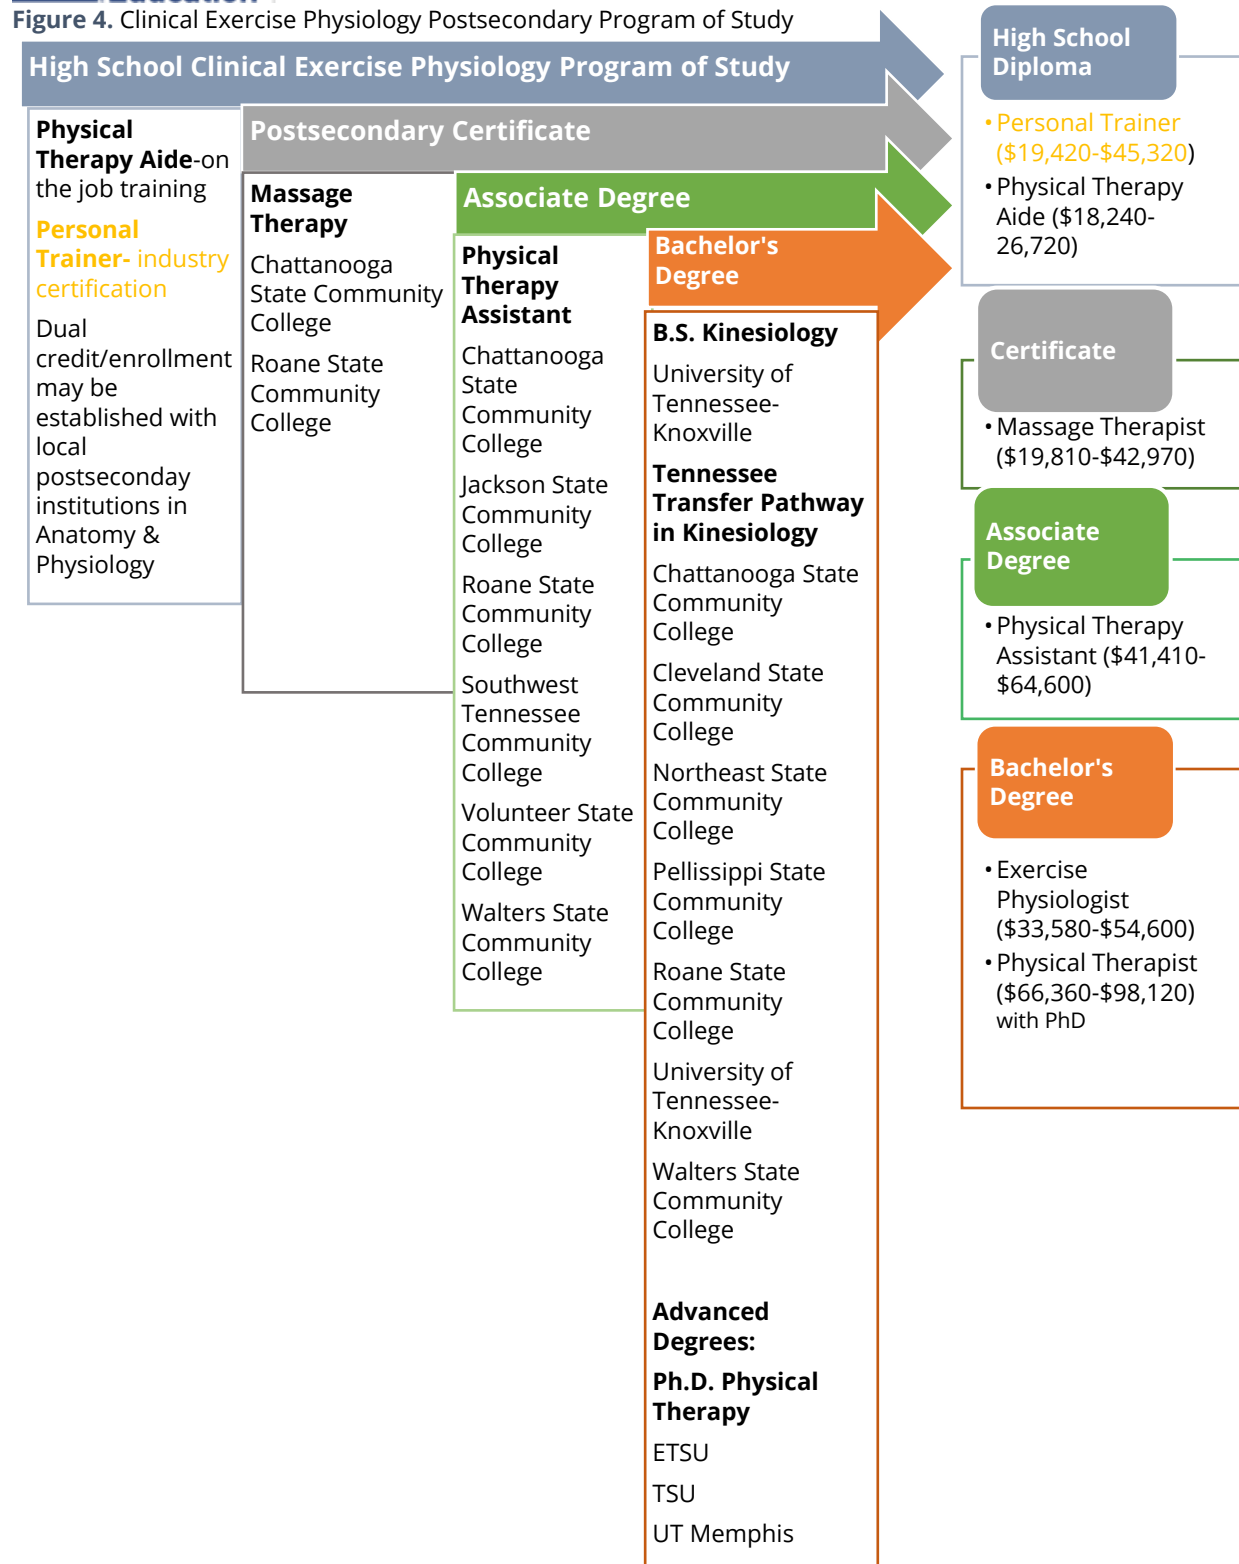 Education
Figure 4. Clinical Exercise Physiology Postsecondary Program of Study
High School Clinical Exercise Physiology Program of Study
Physical
Therapy Aide-on
the job training
Personal
Trainer- industry
certification
Dual
credit/enrollment
may be
established with
local
postseconday
institutions in
Anatomy &
Physiology
Postsecondary Certificate
Massage
Therapy
Chattanooga
State Community
College
Roane State
Community
College
Associate Degree
Physical
Therapy
Assistant
Chattanooga
State
Community
College
Jackson State
Community
College
Roane State
Community
College
Southwest
Tennessee
Community
College
Volunteer State
Community
College
Walters State
Community
College
Bachelor's
Degree
B.S. Kinesiology
University of
Tennessee-
Knoxville
Tennessee
Transfer Pathway
in Kinesiology
Chattanooga State
Community
College
Cleveland State
Community
College
Northeast State
Community
College
Pellissippi State
Community
College
Roane State
Community
College
University of
Tennessee-
Knoxville
Walters State
Community
College
Advanced
Degrees:
Ph.D. Physical
Therapy
ETSU
TSU
UT Memphis
High School
Diploma
• Personal Trainer
($19,420-$45,320)
• Physical Therapy
Aide ($18,240-
26,720)
Certificate
• Massage Therapist
($19,810-$42,970)
Associate
Degree
• Physical Therapy
Assistant ($41,410-
$64,600)
Bachelor's
Degree
• Exercise
Physiologist
($33,580-$54,600)
• Physical Therapist
($66,360-$98,120)
with PhD